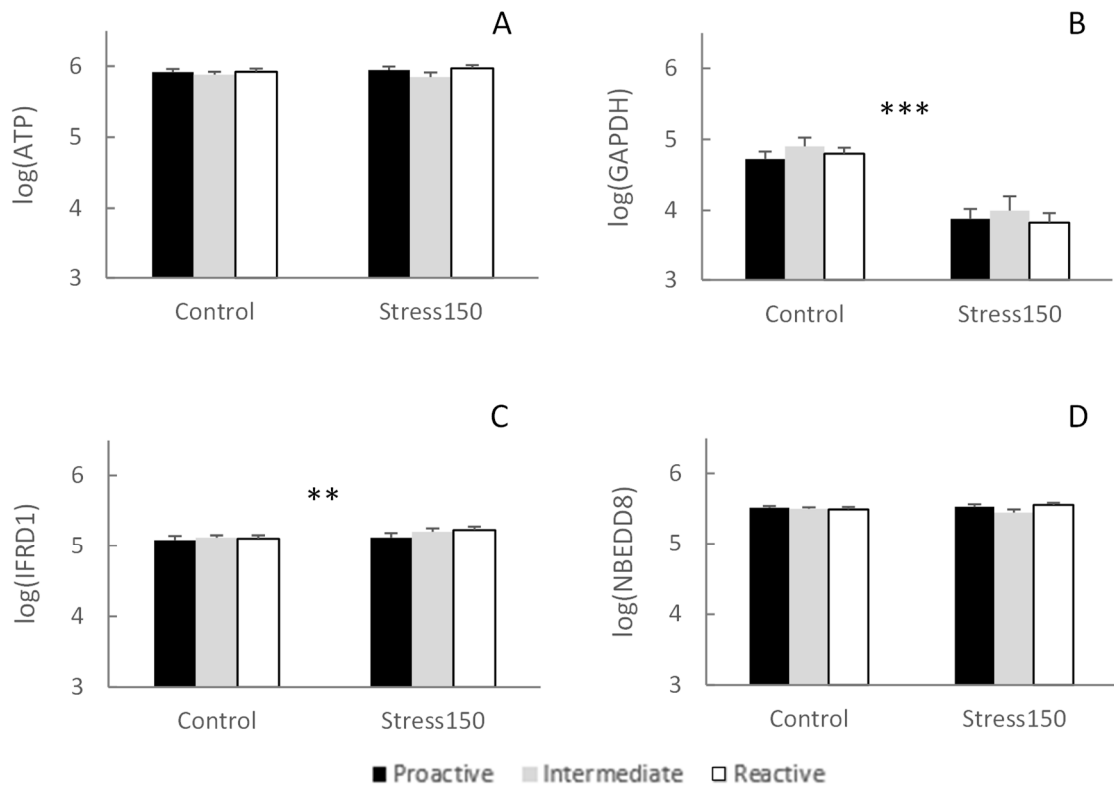 A
log(ATP)
6
5
4
3
Control Stress150
B
log(GAPDH)
6
5
4
3
***
Control Stress150
C
log(IFRD1)
6
5
4
3
**
Control Stress150
D
log(NBEDD8)
6
5
4
3
Control Stress150
Proactive Intermediate Reactive